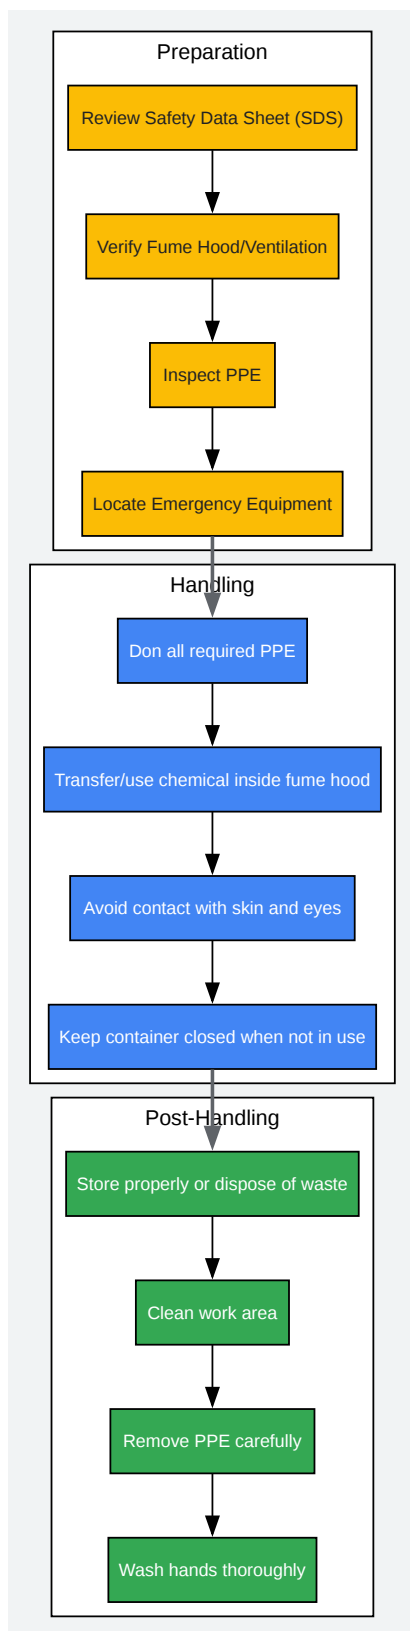 Preparation
Review Safety Data Sheet (SDS)
Verify Fume Hood/Ventilation
Inspect PPE
Locate Emergency Equipment
Handling
Don all required PPE
Transfer/use chemical inside fume hood
Avoid contact with skin and eyes
Keep container closed when not in use
Post-Handling
Store properly or dispose of waste
Clean work area
Remove PPE carefully
Wash hands thoroughly